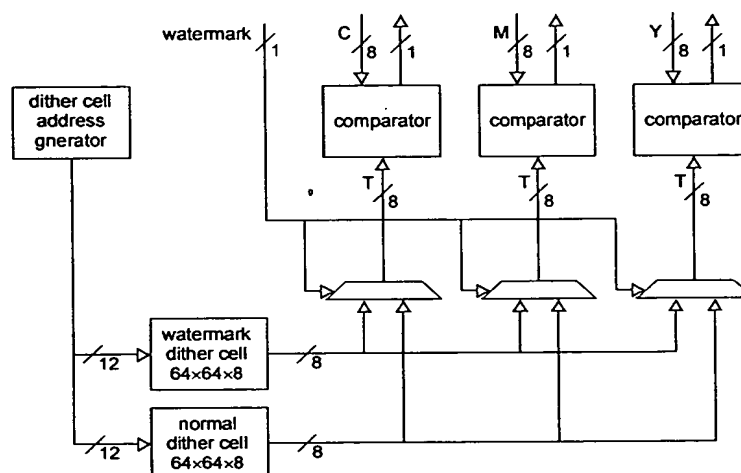 watermark
1
C
8
1
M
8
1
Y
8
1
dither cell
address
gnerator
comparator
comparator
comparator
T
8
T
8
T
8
12
watermark
dither cell
64×64×8
8
12
normal
dither cell
64×64×8
8